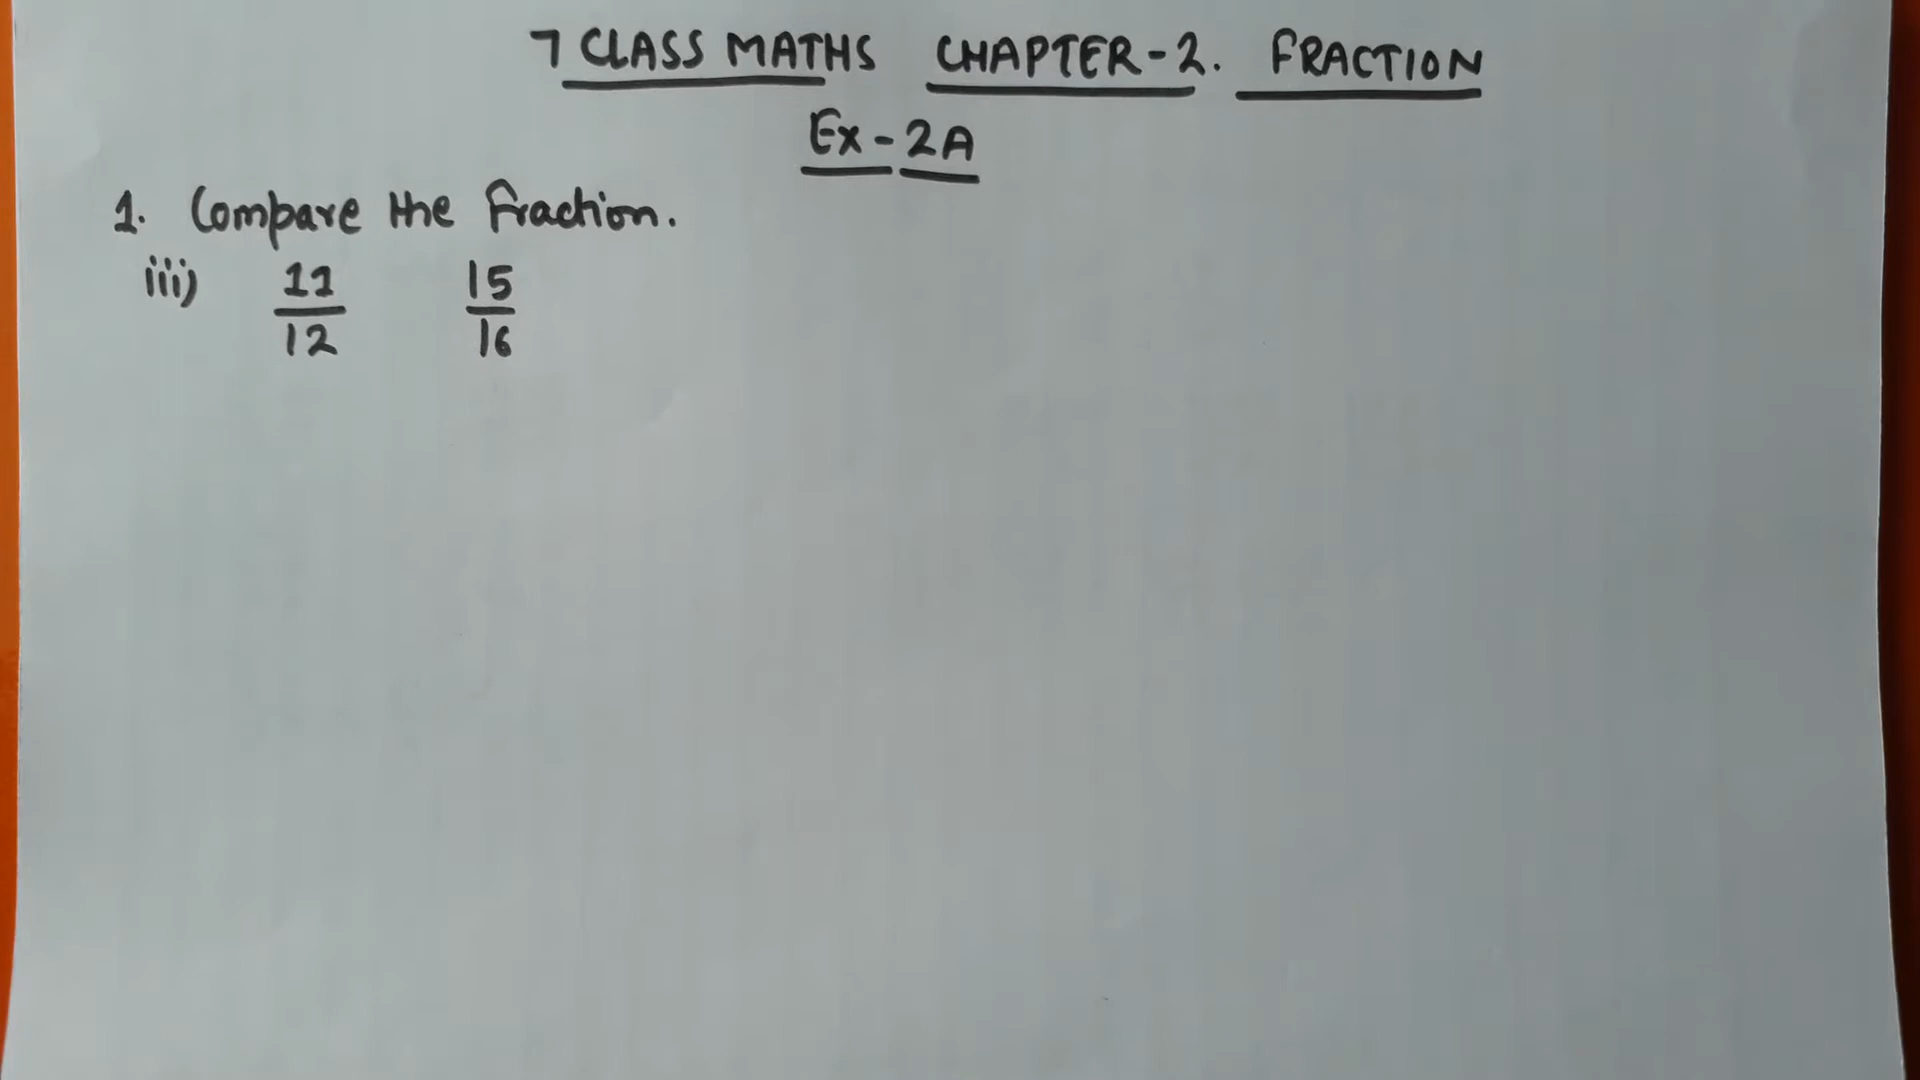 7 CLASS MATHS CHAPTER-2. FRACTION
Ex-2A
1. Compare the Fraction.
iii) 11/12 15/16